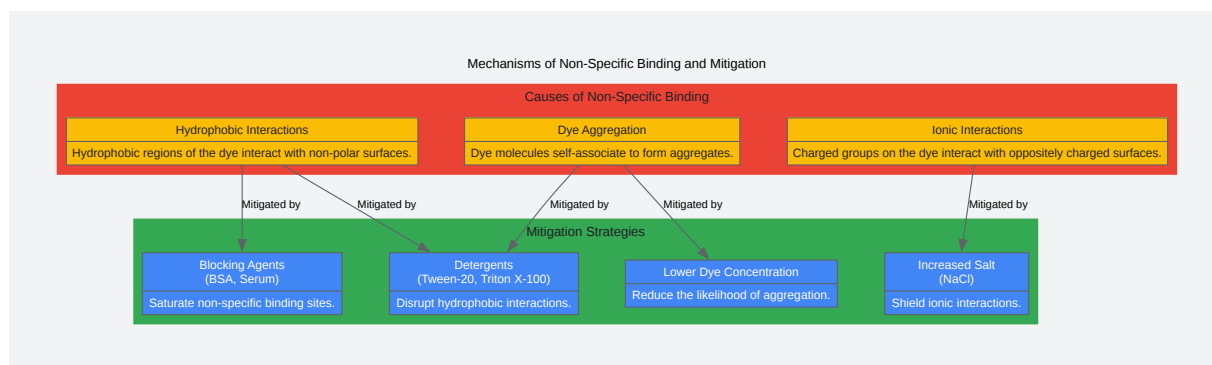 Mechanisms of Non-Specific Binding and Mitigation
Causes of Non-Specific Binding
Hydrophobic Interactions
Hydrophobic regions of the dye interact with non-polar surfaces.
Dye Aggregation
Dye molecules self-associate to form aggregates.
Ionic Interactions
Charged groups on the dye interact with oppositely charged surfaces.
Mitigated by
Mitigated by
Mitigated by
Mitigated by
Mitigated by
Mitigation Strategies
Blocking Agents
(BSA, Serum)
Saturate non-specific binding sites.
Detergents
(Tween-20, Triton X-100)
Disrupt hydrophobic interactions.
Lower Dye Concentration
Reduce the likelihood of aggregation.
Increased Salt
(NaCl)
Shield ionic interactions.